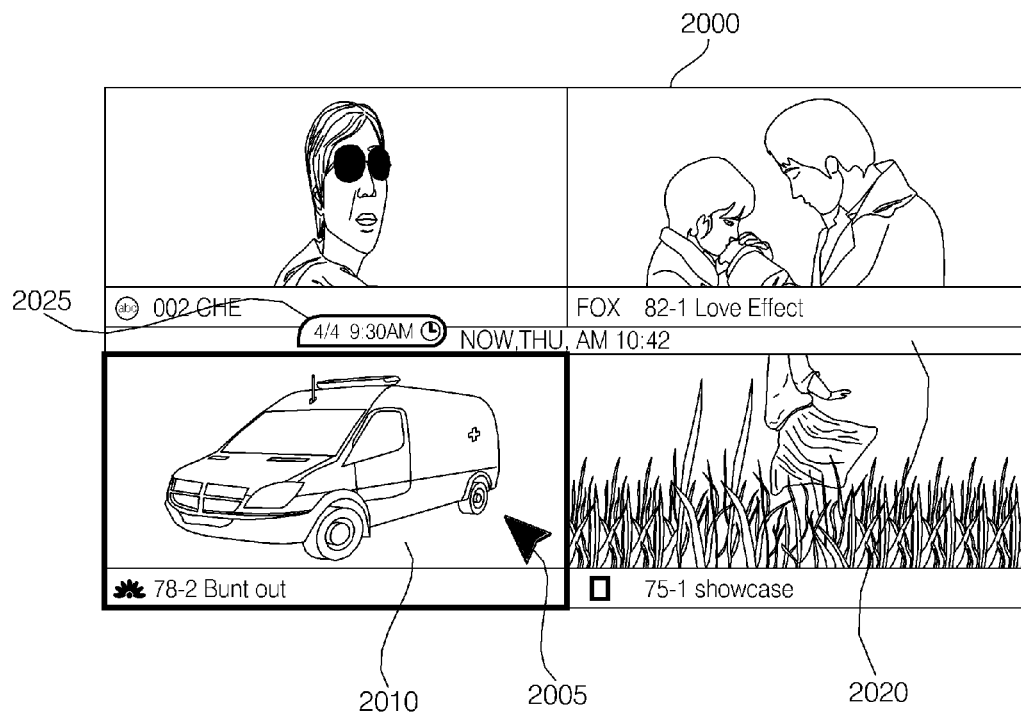 2000
2025
abc 002 CHE
FOX 82-1 Love Effect
4/4 9:30AM
NOW,THU, AM 10:42
78-2 Bunt out
75-1 showcase
2010
2005
2020